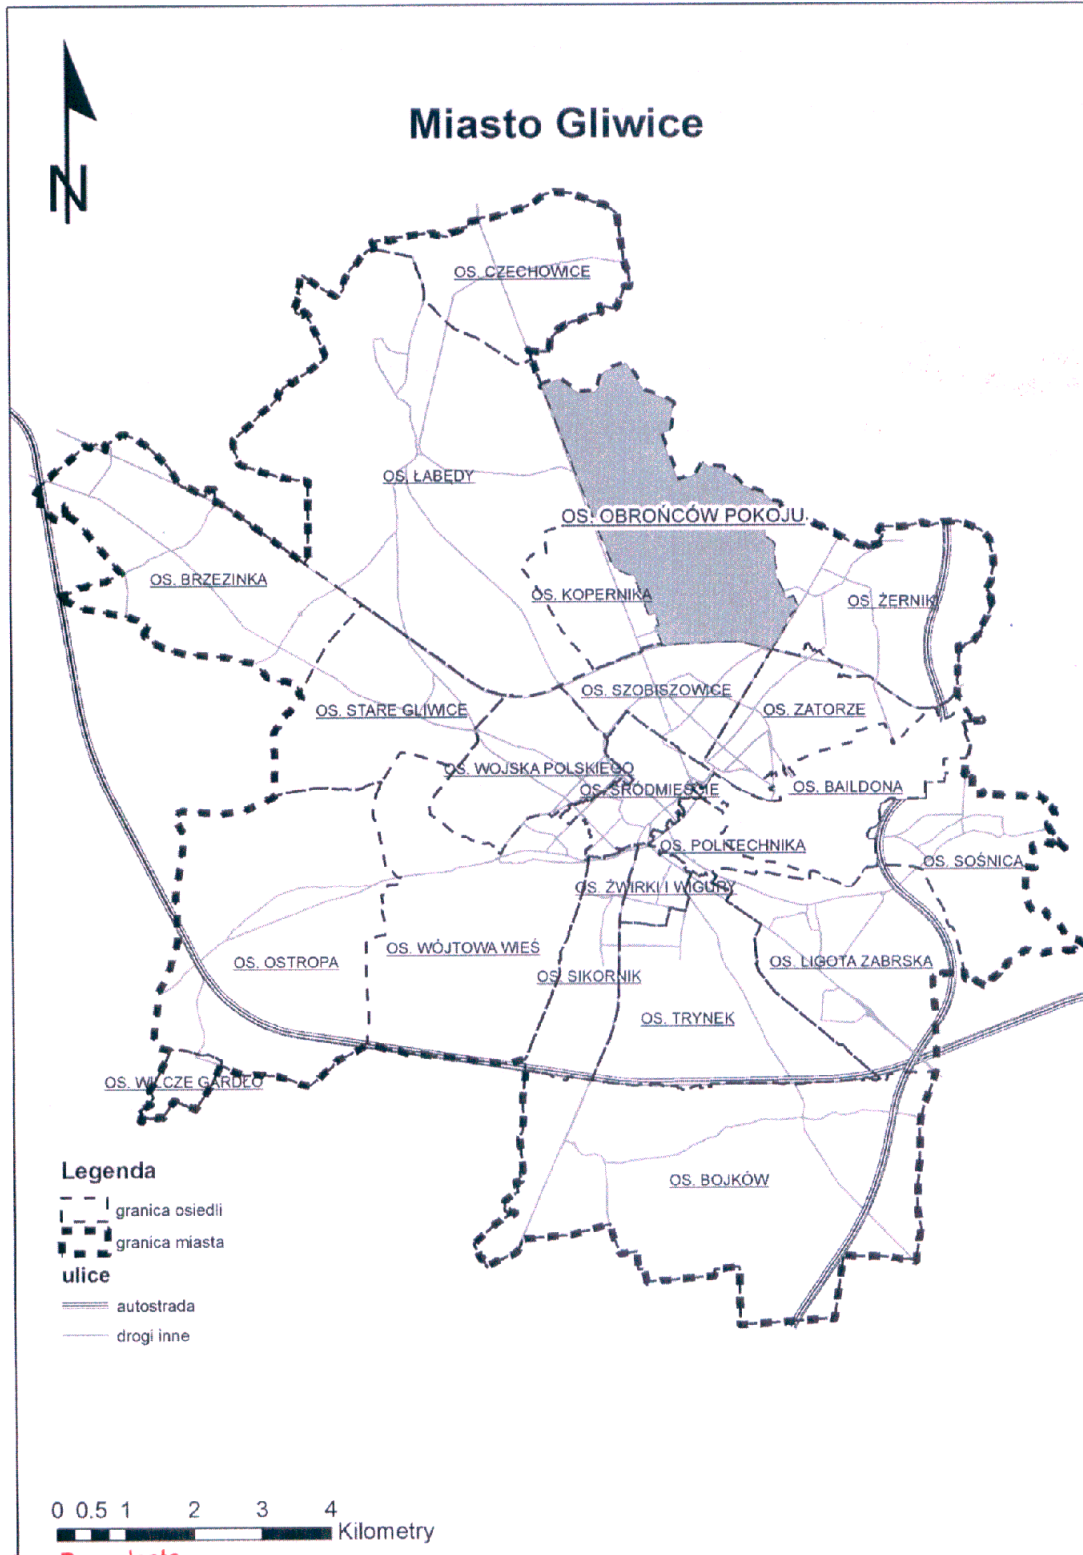 Miasto Gliwice
N
OS. CZECHOWICE
OS. ŁABĘDY
OS. OBROŃCÓW POKOJU
OS. BRZEZINKA
OS. KOPERNIKA
OS. ŻERNIKI
OS. SZOBISZOWICE
OS. STARE GLIWICE
OS. ZATORZE
OS. WOJSKA POLSKIEGO
OS. ŚRÓDMIEŚCIE
OS. BAILDONA
OS. POLITECHNIKA
OS. SOŚNICA
OS. ŻWIRKI I WIGURY
OS. WÓJTOWA WIEŚ
OS. OSTROPA
OS. LIGOTA ZABRSKA
OS. SIKORNIK
OS. TRYNEK
OS. WILCZE GARDŁO
OS. BOJKÓW
Legenda
granica osiedli
granica miasta
ulice
autostrada
drogi inne
0 0.5 1 2 3 4
Kilometry